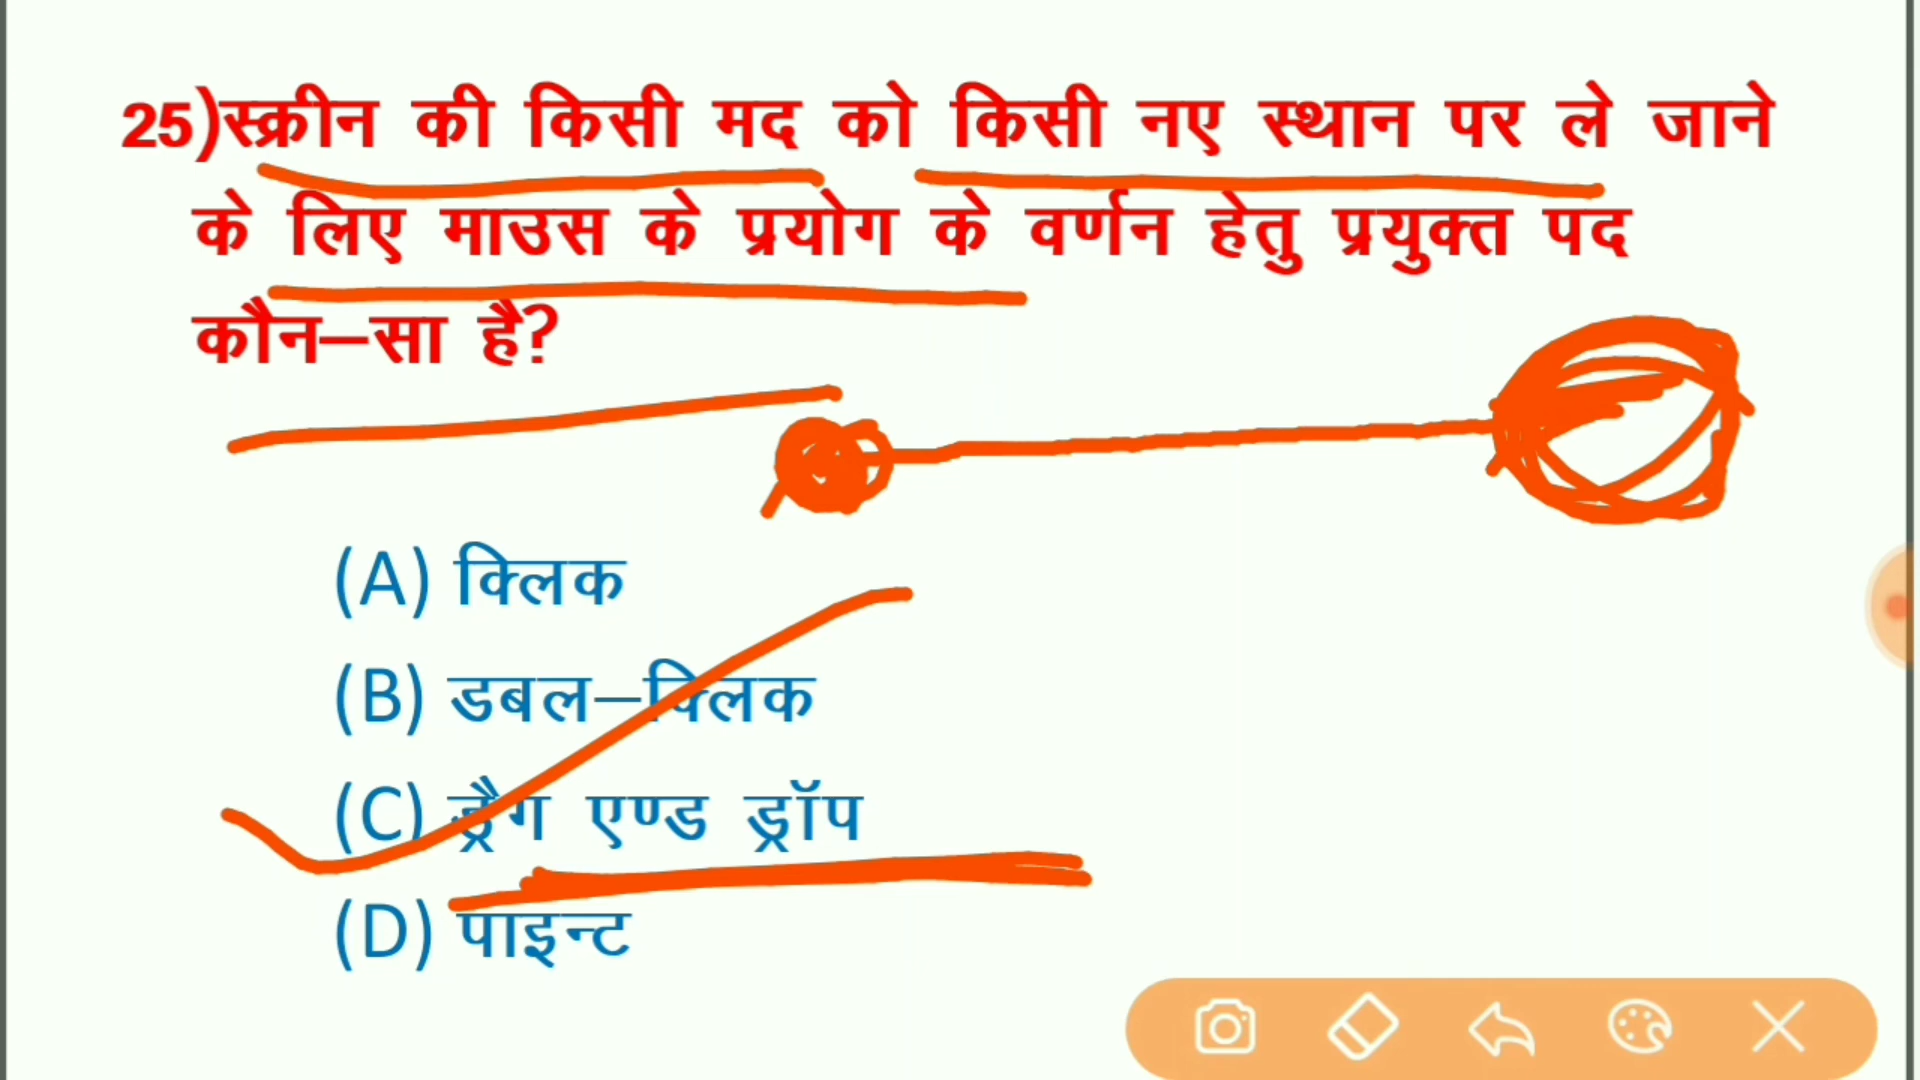 25)स्क्रीन की किसी मद को किसी नए स्थान पर ले जाने
के लिए माउस के प्रयोग के वर्णन हेतु प्रयुक्त पद
कौन–सा है?
(A) क्लिक
(B) डबल–क्लिक
(C) ड्रैग एण्ड ड्रॉप
(D) पाइन्ट